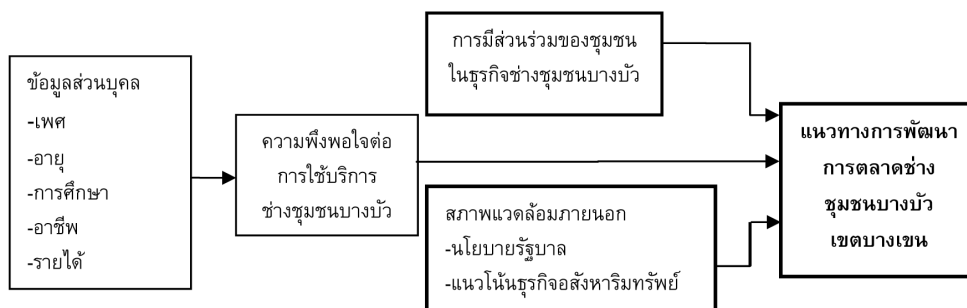 ข้อมูลส่วนบุคล
-เพศ
-อายุ
-การศึกษา
-อาชีพ
-รายได้
ความพึงพอใจต่อ
การใช้บริการ
ช่างชุมชนบางบัว
การมีส่วนร่วมของชุมชน
ในธุรกิจช่างชุมชนบางบัว
สภาพแวดล้อมภายนอก
-นโยบายรัฐบาล
-แนวโน้นธุรกิจอสังหาริมทรัพย์
แนวทางการพัฒนา
การตลาดช่าง
ชุมชนบางบัว
เขตบางเขน